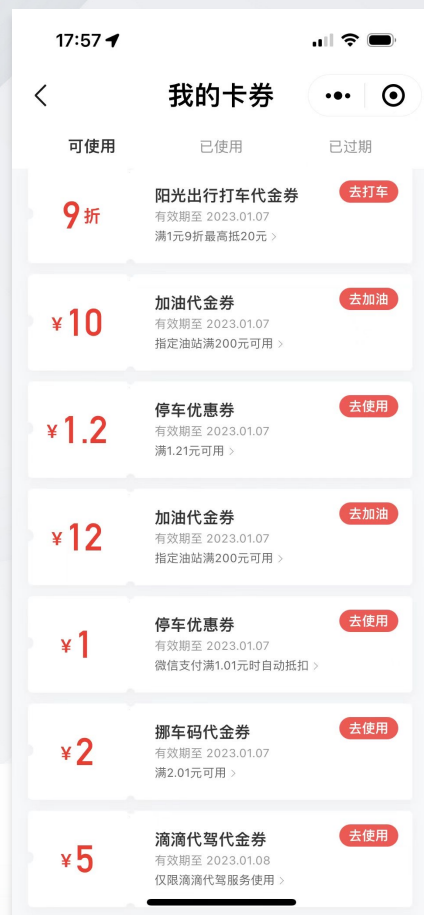 17:57
我的卡券
可使用 已使用 已过期
9折
阳光出行打车代金券
去打车
有效期至 2023.01.07
满1元9折最高抵20元 >
¥10
加油代金券
去加油
有效期至 2023.01.07
指定油站满200元可用 >
¥1.2
停车优惠券
去使用
有效期至 2023.01.07
满1.21元可用 >
¥12
加油代金券
去加油
有效期至 2023.01.07
指定油站满200元可用 >
¥1
停车优惠券
去使用
有效期至 2023.01.07
微信支付满1.01元时自动抵扣 >
¥2
挪车码代金券
去使用
有效期至 2023.01.07
满2.01元可用 >
¥5
滴滴代驾代金券
去使用
有效期至 2023.01.08
仅限滴滴代驾服务使用 >